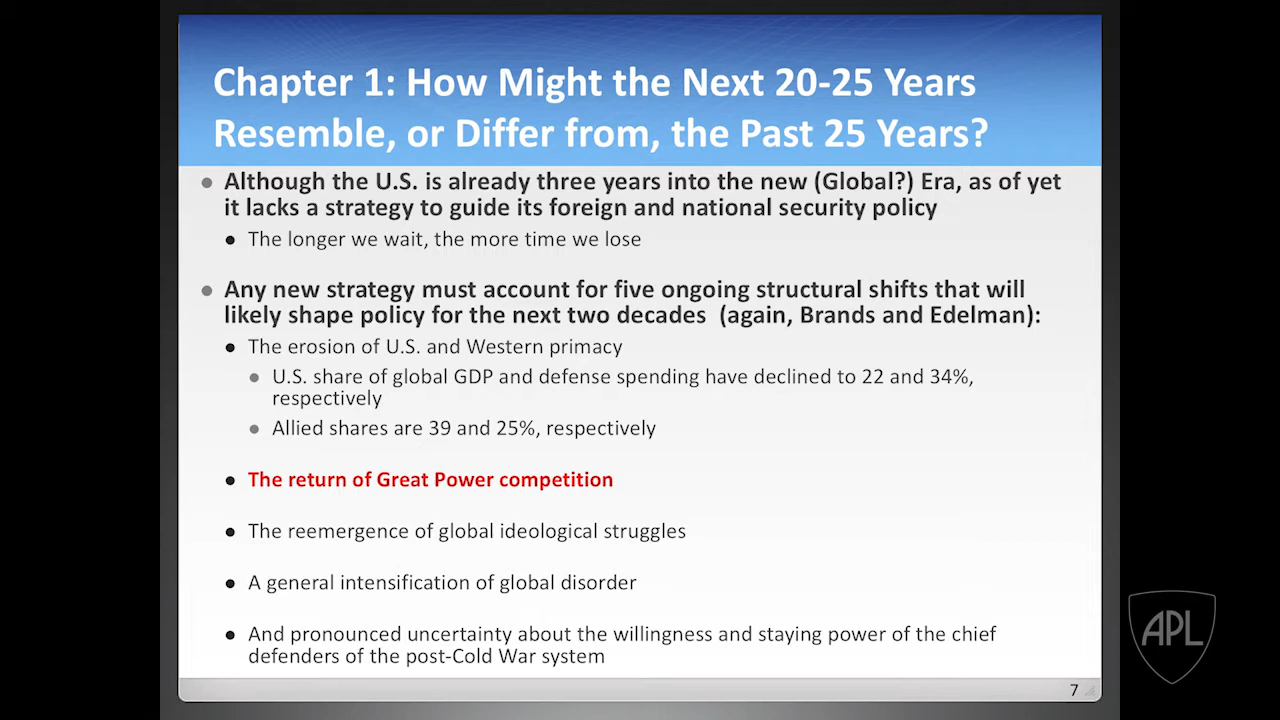 Chapter 1: How Might the Next 20-25 Years
Resemble, or Differ from, the Past 25 Years?
● Although the U.S. is already three years into the new (Global?) Era, as of yet
it lacks a strategy to guide its foreign and national security policy
● The longer we wait, the more time we lose
● Any new strategy must account for five ongoing structural shifts that will
likely shape policy for the next two decades (again, Brands and Edelman):
● The erosion of U.S. and Western primacy
● U.S. share of global GDP and defense spending have declined to 22 and 34%,
respectively
● Allied shares are 39 and 25%, respectively
● The return of Great Power competition
● The reemergence of global ideological struggles
● A general intensification of global disorder
● And pronounced uncertainty about the willingness and staying power of the chief
defenders of the post-Cold War system
7
APL